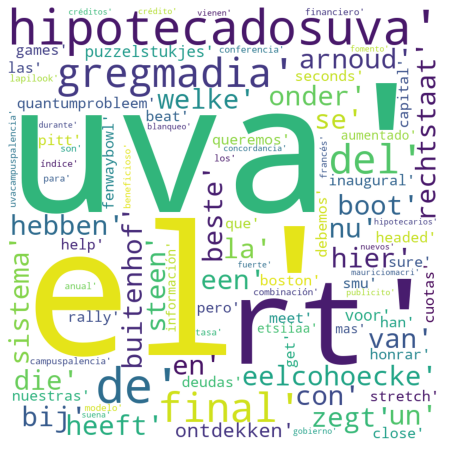 créditos' crédito' vienen' financiero'
hipotecadosuva'
games' puzzelstukjes' conferencia' arnoud'
las' lapilook' fomento'
gregmadia' seconds' capital'
quantumprobleem' welke' onder' se'
uvacampuspalencia' durante' beat' blanqueo' queremos' aumentado' rechtstaat'
pitt' fenwaybowl' beneficioso' concordancia' francés'
son' índice' para' los' inaugural'
uva' del'
hebben' beste' debemos' boot' nu'
help' buitenhof' que' la' hier' hipotecarios'
sistema' steen' información' een' boston' headed' sure'
anual' nuevos' mauriciomacri'
rally' pero' meet' smu' cuotas'
el' rt' fuerte' combinación' publicito'
die' etsiiaa' get' voor' han' van'
campuspalencia' de' en' tasa' mas' honrar'
nuestras' deudas' eelcohoecke'
bij' final' con' stretch'
modelo' zegt' un'
heeft' suena' ontdekken' gobierno' close'